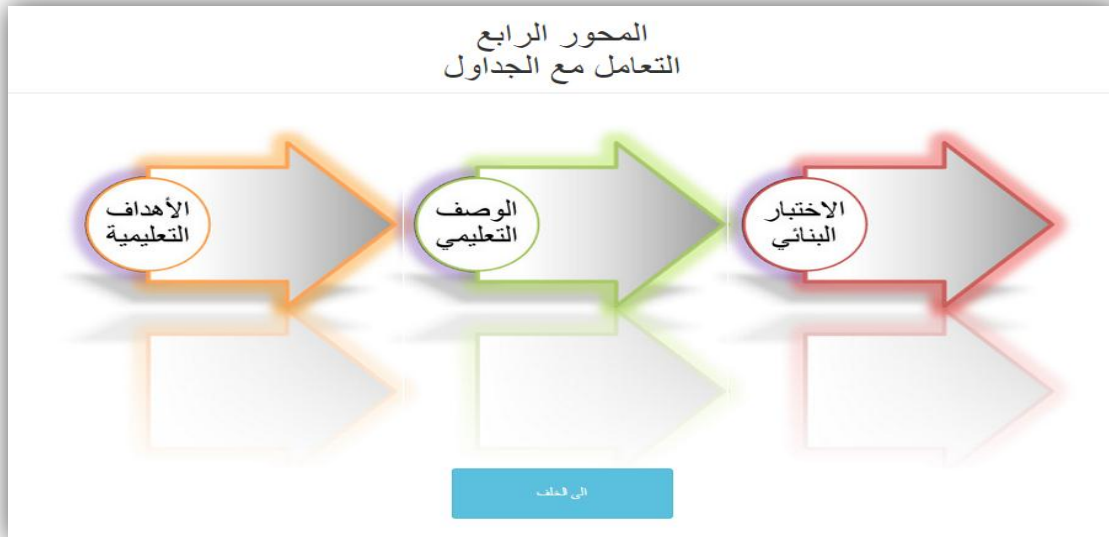 المحور الرابع
التعامل مع الجداول
الأهداف
التعليمية
الوصف
التعليمي
الاختبار
البنائي
الى الخلف